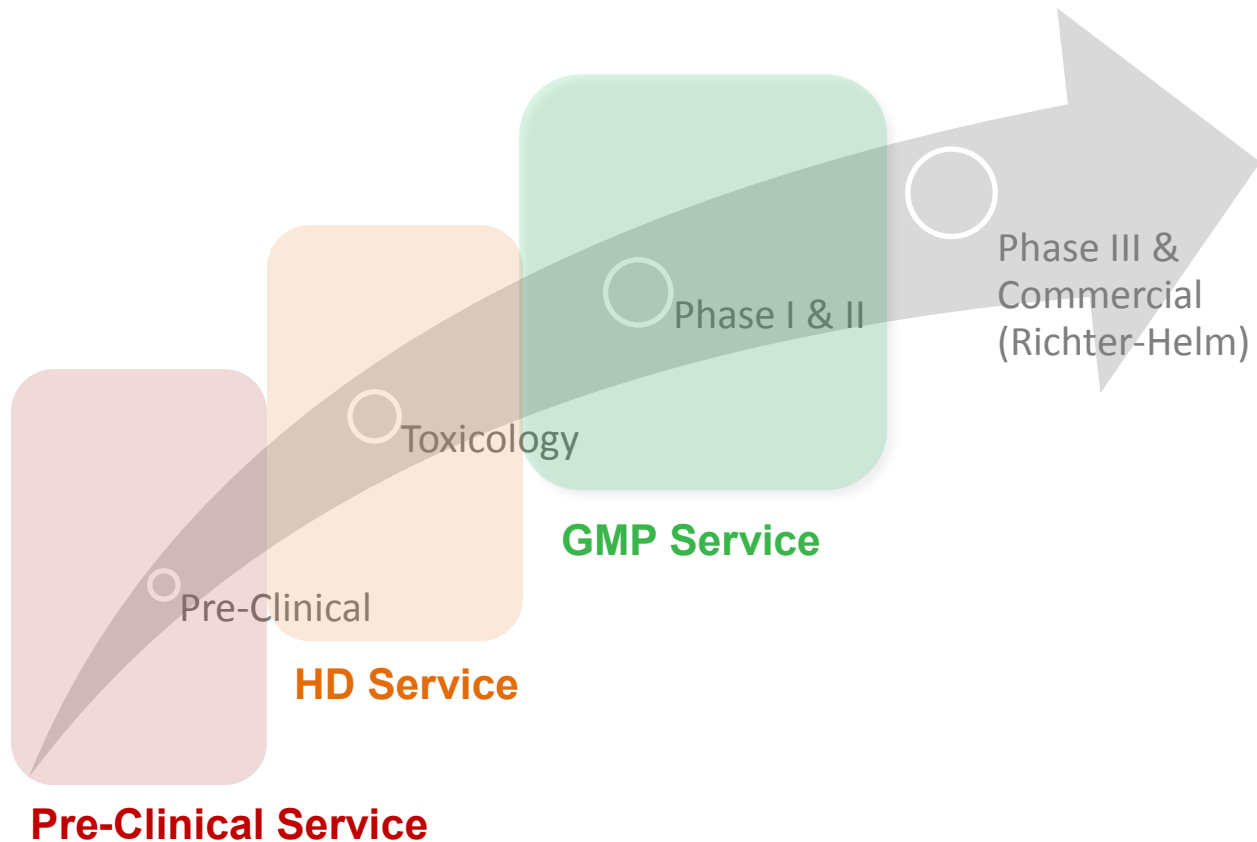 Phase III &
Commercial
(Richter-Helm)
Phase I & II
Toxicology
GMP Service
Pre-Clinical
HD Service
Pre-Clinical Service